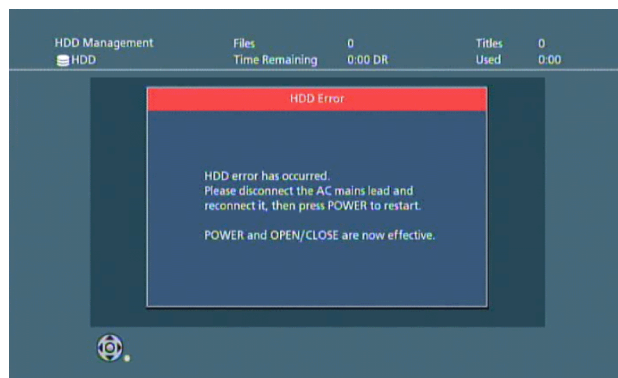 HDD Management Files 0 Titles 0
HDD Time Remaining 0:00 DR Used 0:00
HDD Error
HDD error has occurred.
Please disconnect the AC mains lead and
reconnect it, then press POWER to restart.
POWER and OPEN/CLOSE are now effective.